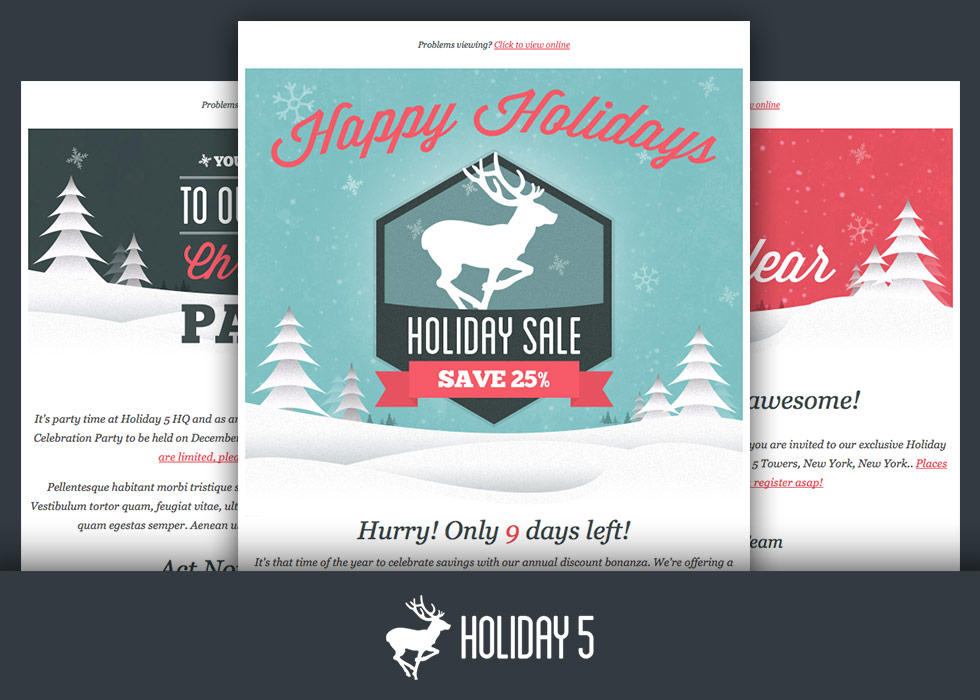 Problems viewing? Click to view online
Happy Holidays
HOLIDAY SALE
SAVE 25%
Hurry! Only 9 days left!
It's that time of the year to celebrate savings with our annual discount bonanza. We're offering a
Problems
YOU
TO OU
Ch
PA
It's party time at Holiday 5 HQ and as an
Celebration Party to be held on December
are limited, plea
Pellentesque habitant morbi tristique s
Vestibulum tortor quam, feugiat vitae, ult
quam egestas semper. Aenean u
Act No
online
Year
awesome!
you are invited to our exclusive Holiday
5 Towers, New York, New York.. Places
register asap!
Team
HOLIDAY 5